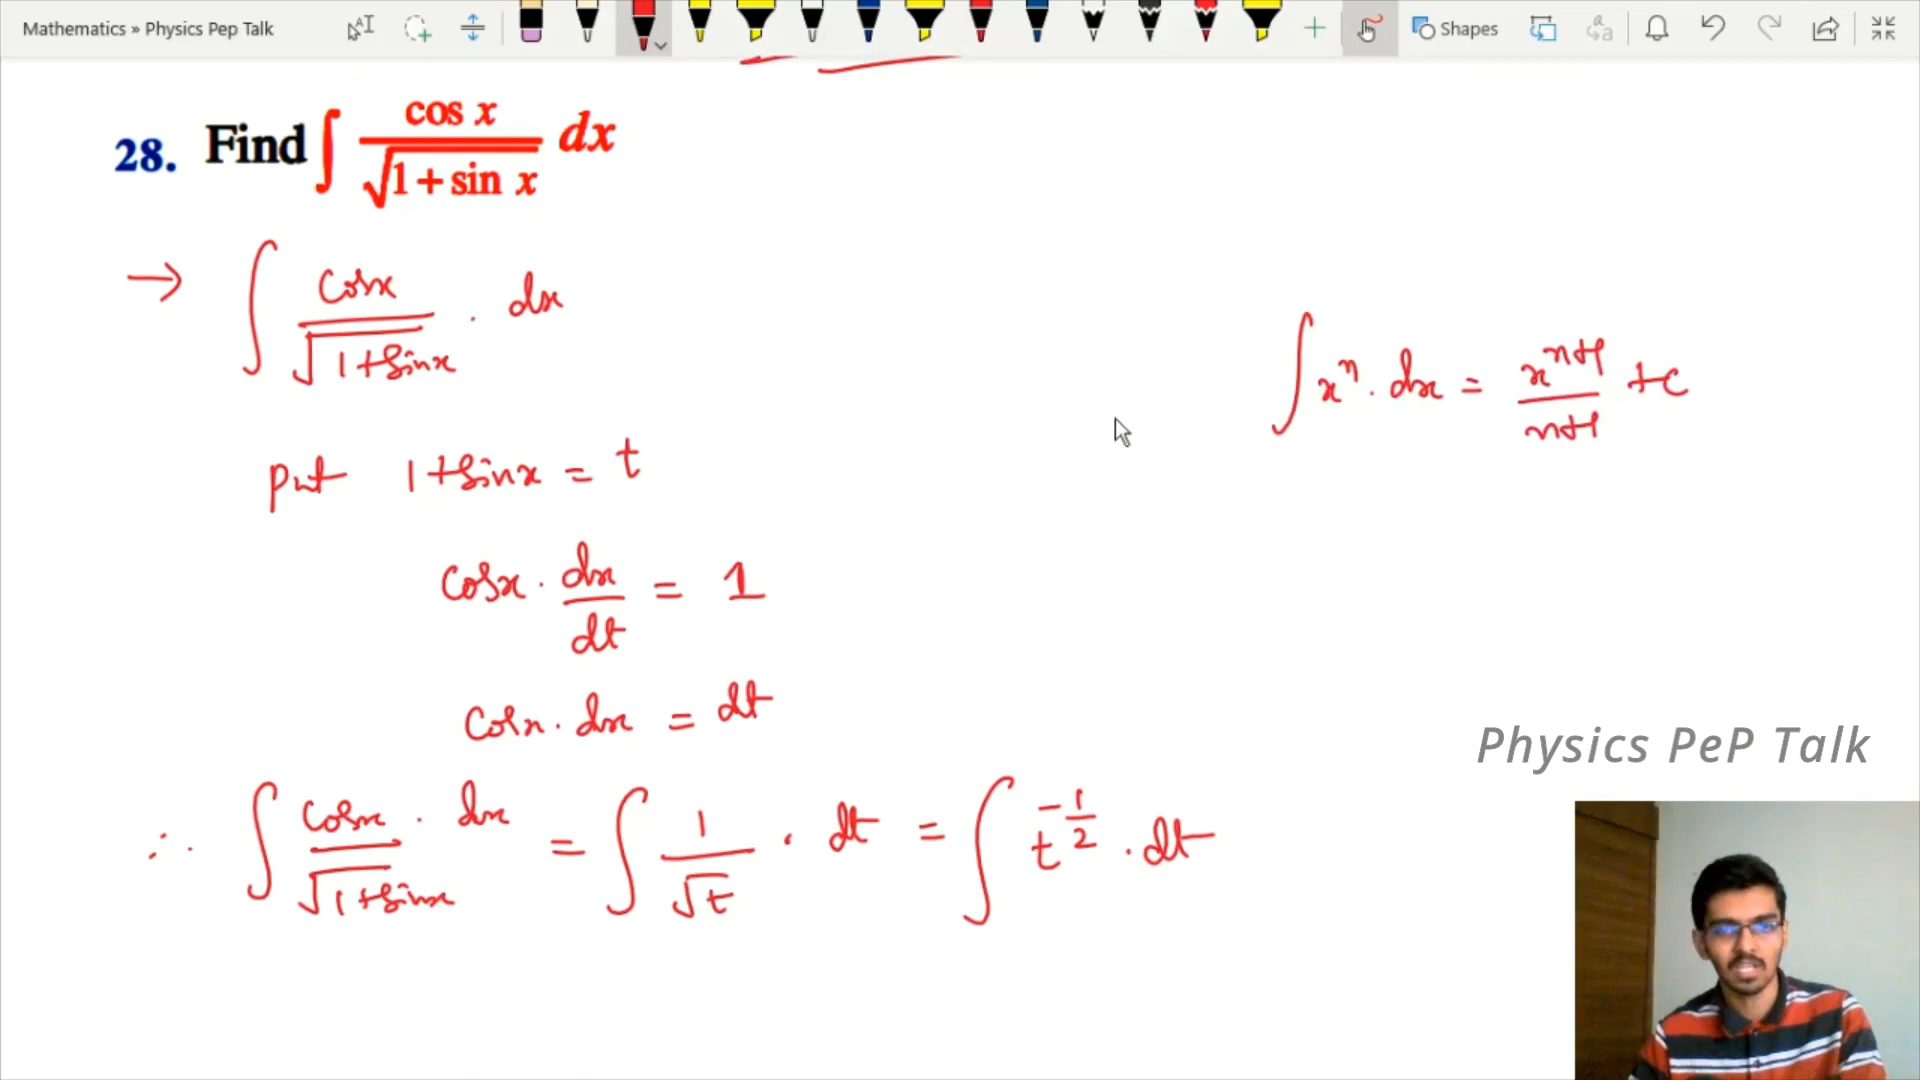 Mathematics » Physics Pep Talk
Shapes
28. Find ∫ cos x / √(1 + sin x) dx
→ ∫ cosx / √(1+sinx) . dx
∫ xⁿ . dx = xⁿ⁺¹ / n+1 + c
put 1+sinx = t
cosx . dx/dt = 1
cosx . dx = dt
Physics PeP Talk
∴ ∫ cosx / √(1+sinx) . dx = ∫ 1/√t . dt = ∫ t^(-1/2) . dt